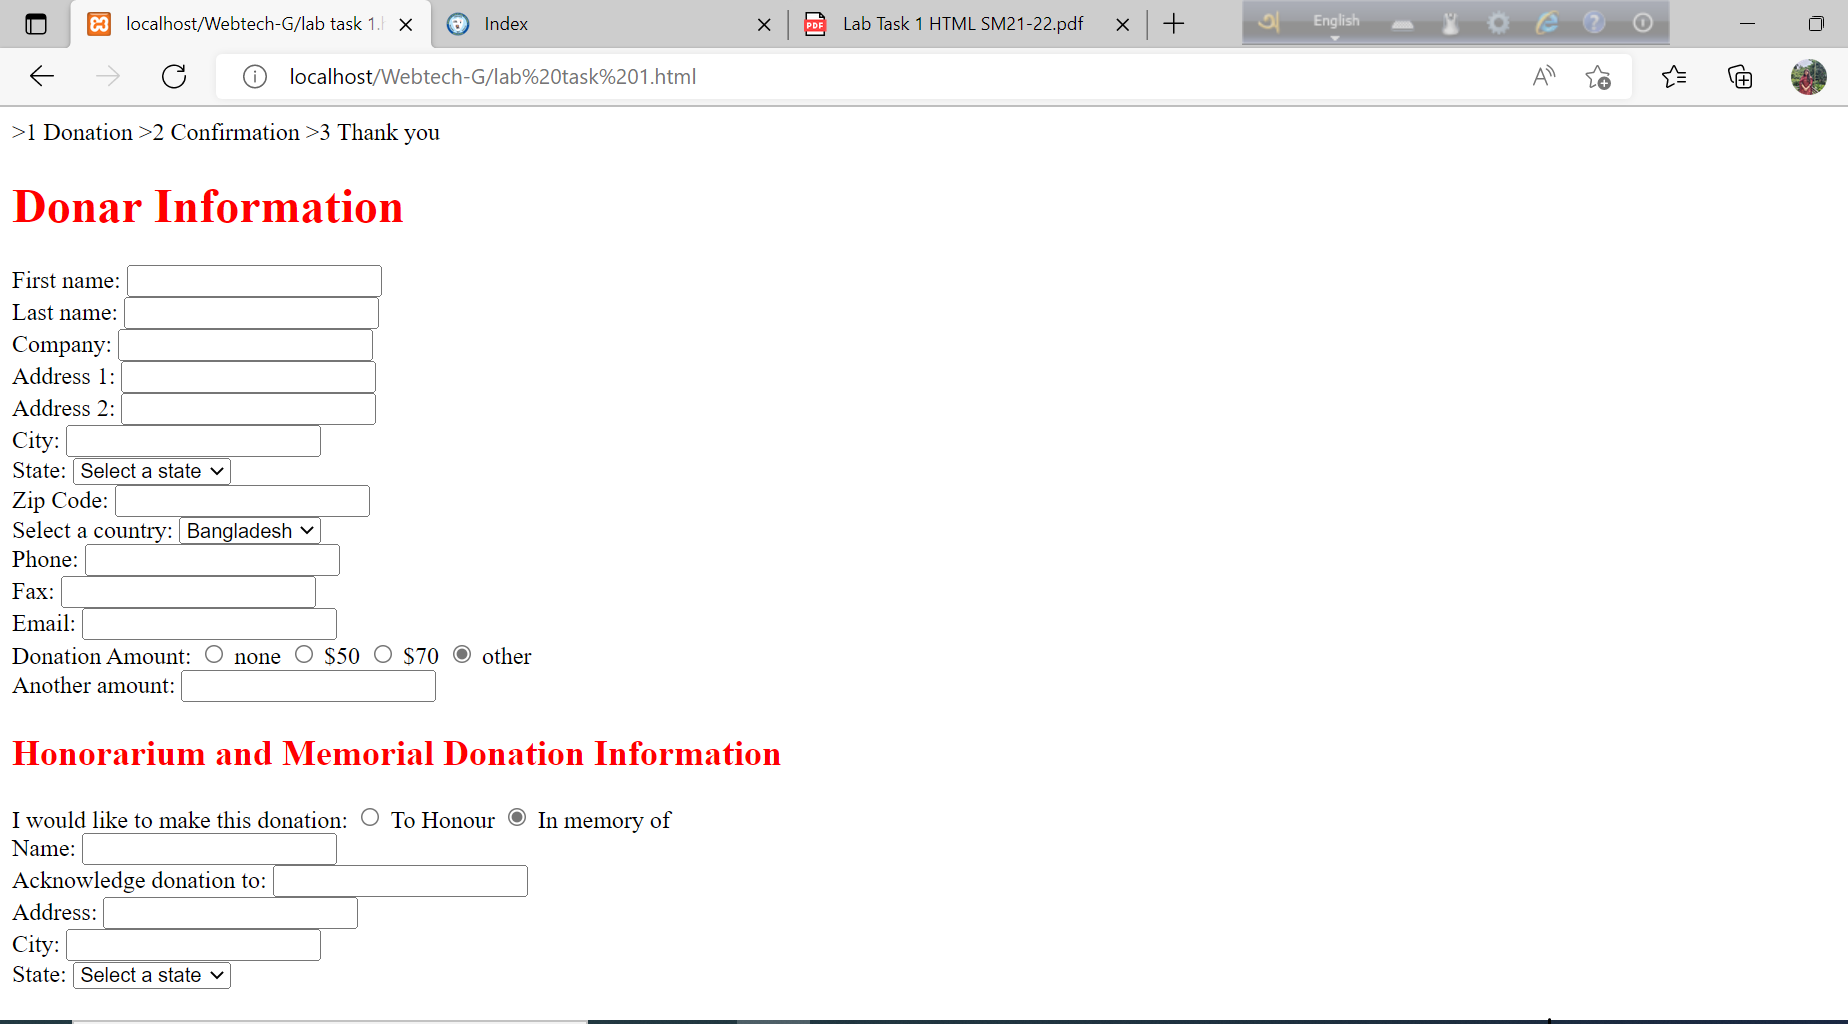 localhost/Webtech-G/lab task 1.h
Index
PDF
Lab Task 1 HTML SM21-22.pdf
English
localhost/Webtech-G/lab%20task%201.html
>1 Donation >2 Confirmation >3 Thank you
Donar Information
First name:
Last name:
Company:
Address 1:
Address 2:
City:
State: Select a state
Zip Code:
Select a country: Bangladesh
Phone:
Fax:
Email:
Donation Amount: none $50 $70 other
Another amount:
Honorarium and Memorial Donation Information
I would like to make this donation: To Honour In memory of
Name:
Acknowledge donation to:
Address:
City:
State: Select a state